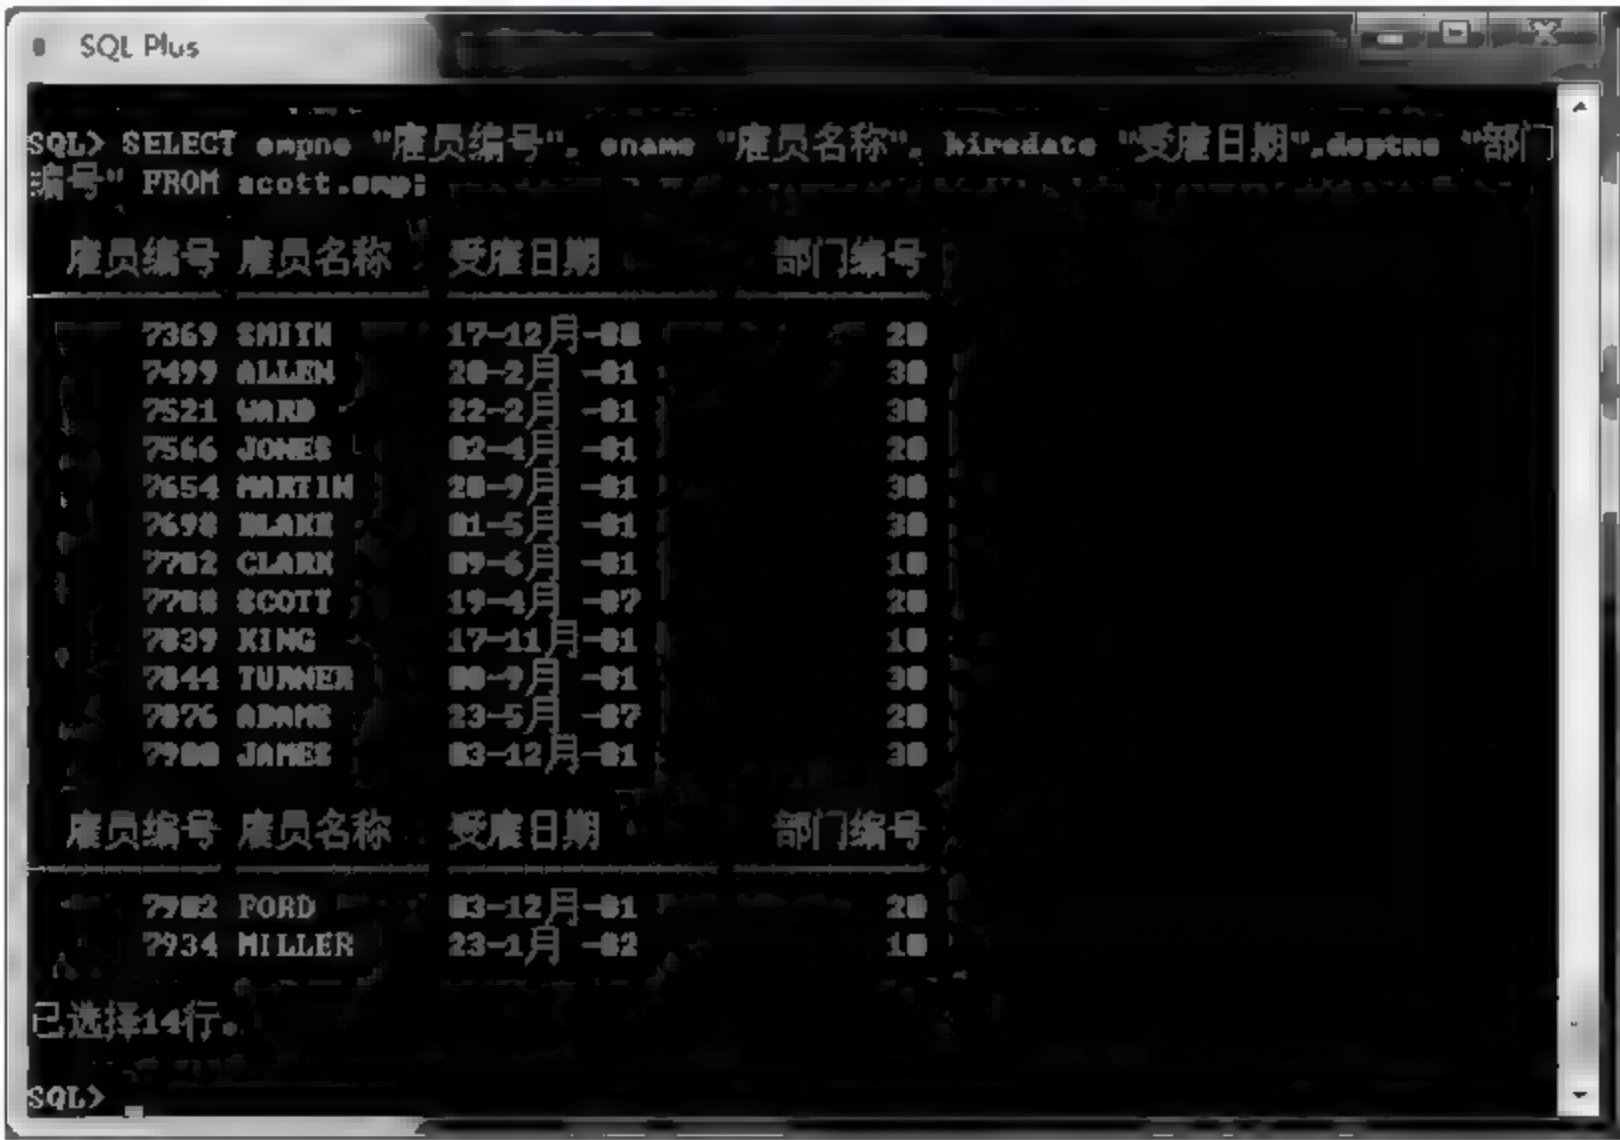 SQL Plus
SQL> SELECT empno "雇员编号", ename "雇员名称", hiredate "受雇日期",deptno "部门
编号" FROM scott.emp;
雇员编号 雇员名称 受雇日期 部门编号
7369 SMITH 17-12月-80 20
7499 ALLEN 20-2月 -81 30
7521 WARD 22-2月 -81 30
7566 JONES 02-4月 -81 20
7654 MARTIN 28-9月 -81 30
7698 BLAKE 01-5月 -81 30
7782 CLARK 09-6月 -81 10
7788 SCOTT 19-4月 -87 20
7839 KING 17-11月-81 10
7844 TURNER 08-9月 -81 30
7876 ADAMS 23-5月 -87 20
7900 JAMES 03-12月-81 30
雇员编号 雇员名称 受雇日期 部门编号
7902 FORD 03-12月-81 20
7934 MILLER 23-1月 -82 10
已选择14行。
SQL>